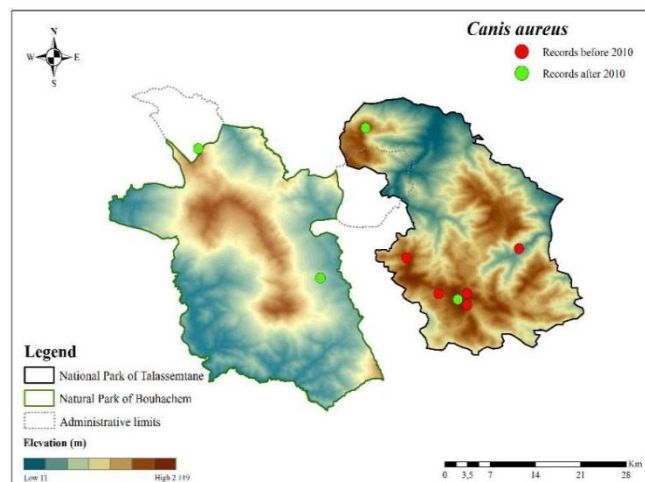 N
W E
S
Canis aureus
Records before 2010
Records after 2010
Legend
National Park of Talassemtane
Natural Park of Bouhachem
Administrative limits
Elevation (m)
Low 11 High 2 149
Km
0 3,5 7 14 21 28